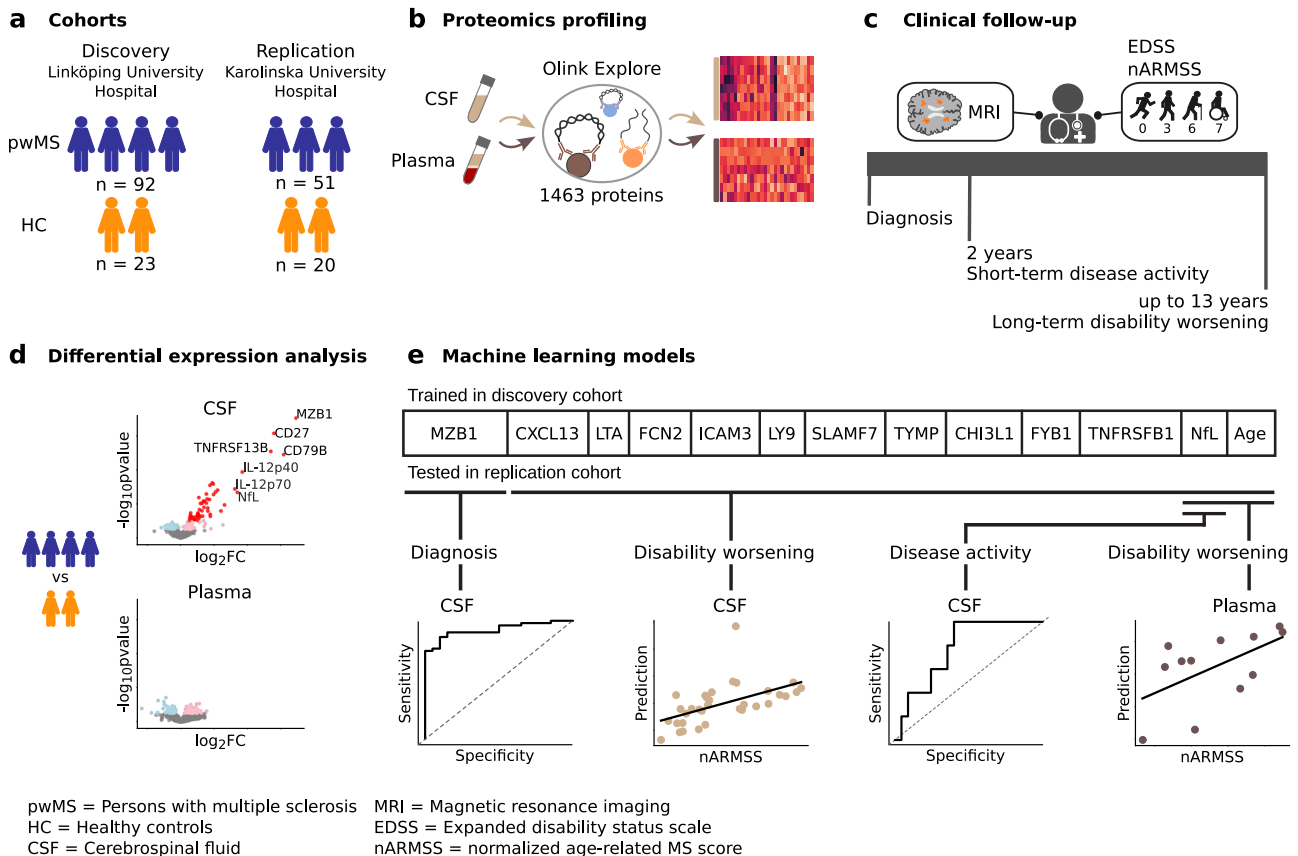 a Cohorts
Discovery
Linköping University
Hospital
Replication
Karolinska University
Hospital
pwMS
n = 92
n = 51
HC
n = 23
n = 20
b Proteomics profiling
CSF
Plasma
Olink Explore
1463 proteins
c Clinical follow-up
EDSS
nARMSS
MRI
0 3 6 7
Diagnosis
2 years
Short-term disease activity
up to 13 years
Long-term disability worsening
d Differential expression analysis
CSF
MZB1
CD27
TNFRSF13B
CD79B
IL-12p40
IL-12p70
NfL
-log₁₀pvalue
log₂FC
vs
Plasma
-log₁₀pvalue
log₂FC
e Machine learning models
Trained in discovery cohort
MZB1 CXCL13 LTA FCN2 ICAM3 LY9 SLAMF7 TYMP CHI3L1 FYB1 TNFRSFB1 NfL Age
Tested in replication cohort
Diagnosis
Disability worsening
Disease activity
Disability worsening
CSF
CSF
CSF
Plasma
Sensitivity
Specificity
Prediction
nARMSS
Sensitivity
Specificity
Prediction
nARMSS
pwMS = Persons with multiple sclerosis
HC = Healthy controls
CSF = Cerebrospinal fluid
MRI = Magnetic resonance imaging
EDSS = Expanded disability status scale
nARMSS = normalized age-related MS score